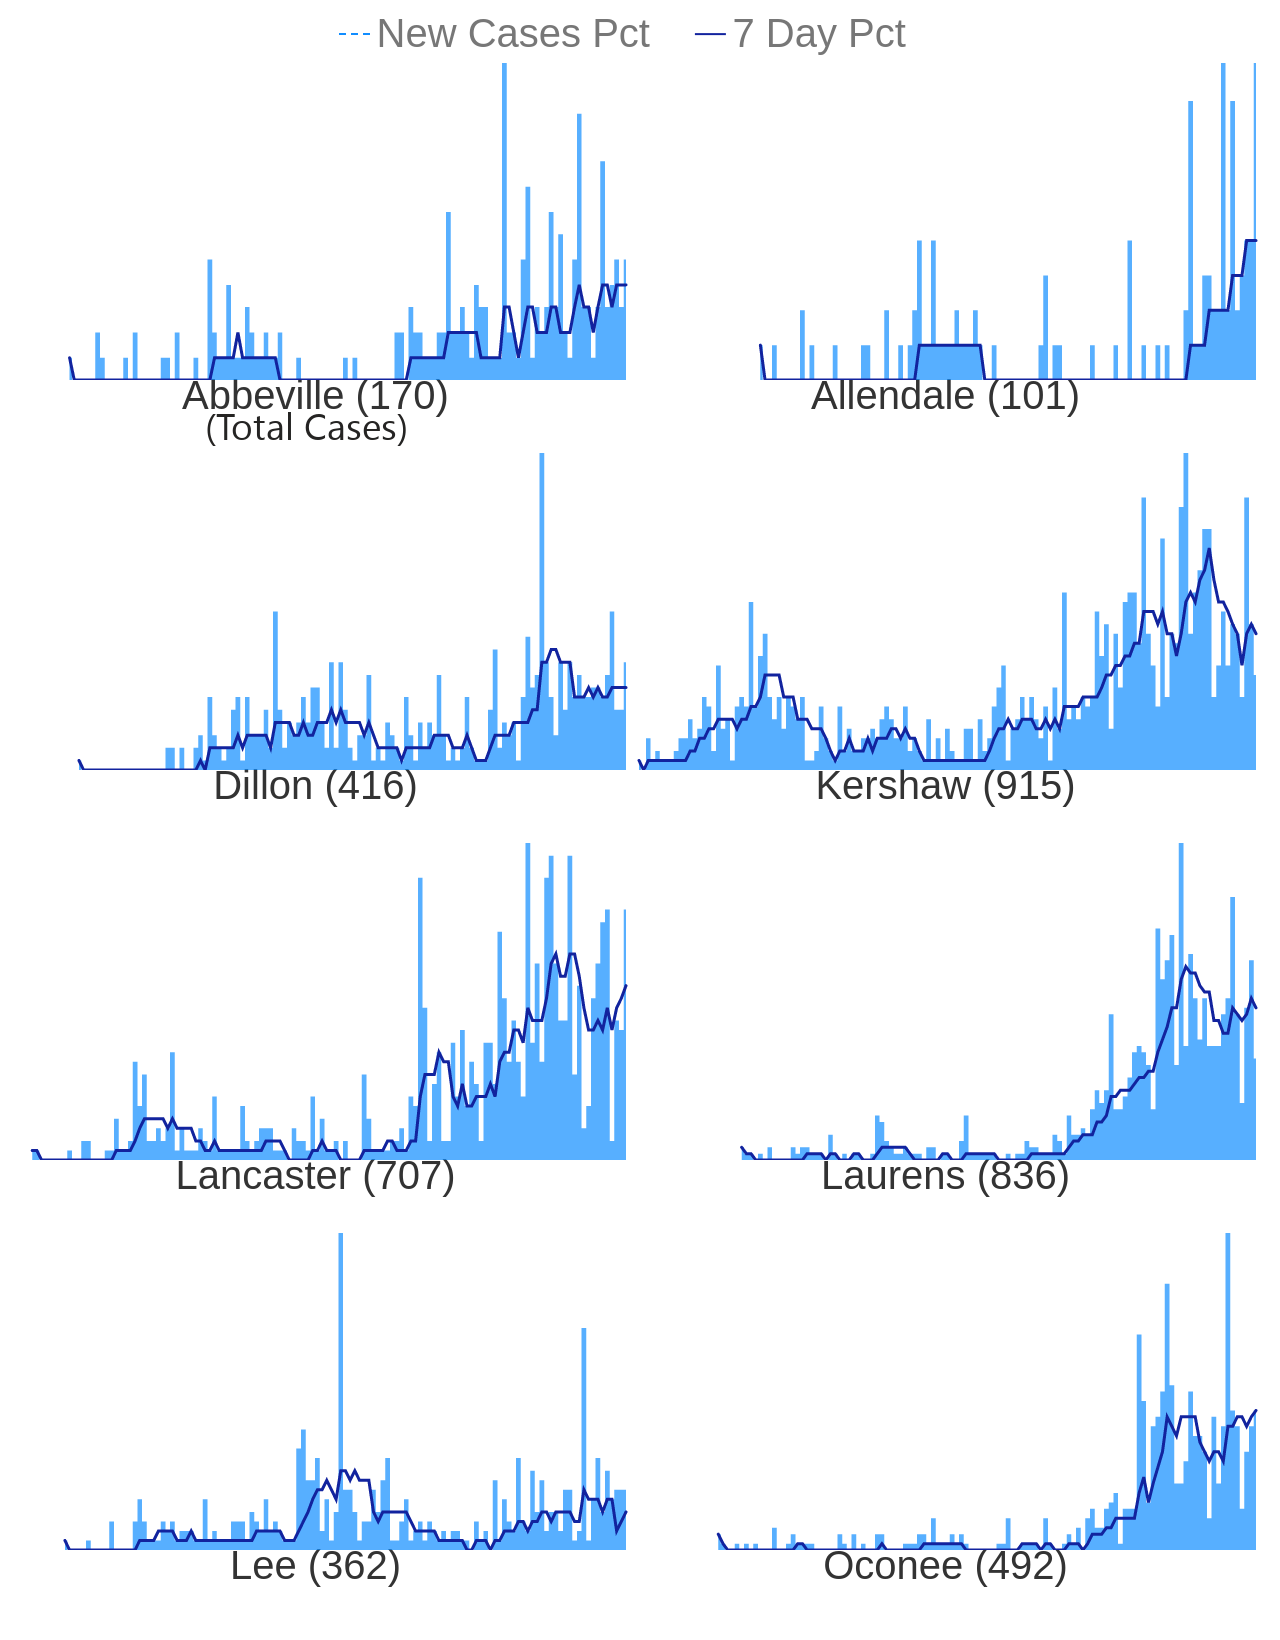 New Cases Pct 7 Day Pct
Abbeville (170) Allendale (101)
(Total Cases)
Dillon (416) Kershaw (915)
Lancaster (707) Laurens (836)
Lee (362) Oconee (492)